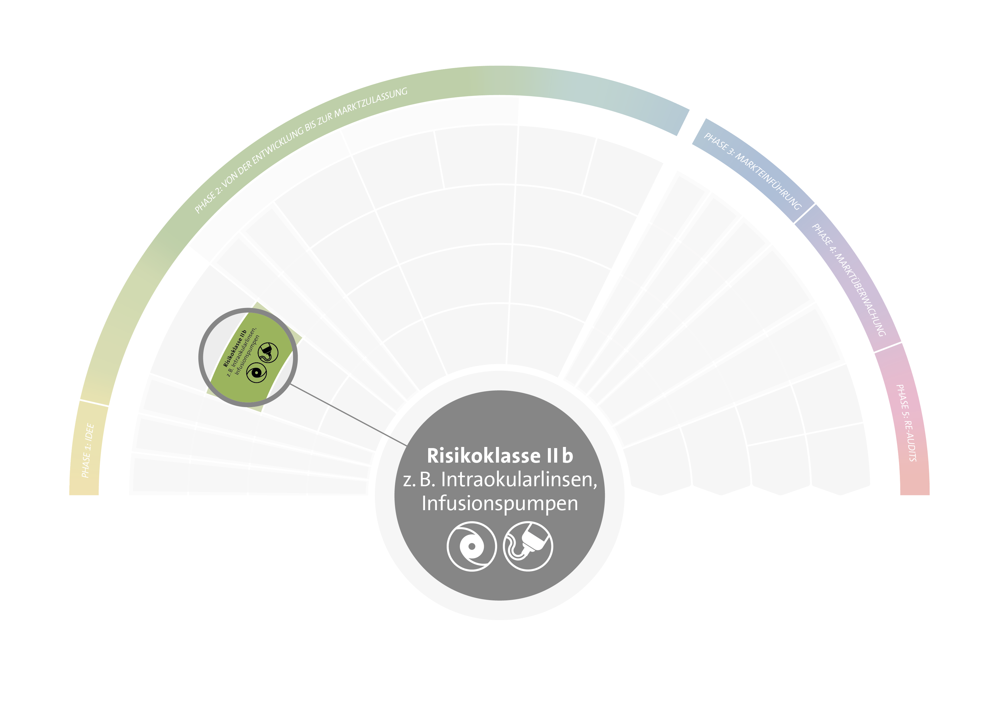 PHASE 1: IDEE
PHASE 2: VON DER ENTWICKLUNG BIS ZUR MARKTZULASSUNG
PHASE 3: MARKTEINFÜHRUNG
PHASE 4: MARKTÜBERWACHUNG
PHASE 5: RE-AUDITS
Risikoklasse II b
z. B. Intraokularlinsen,
Infusionspumpen
Risikoklasse II b
z. B. Intraokularlinsen,
Infusionspumpen